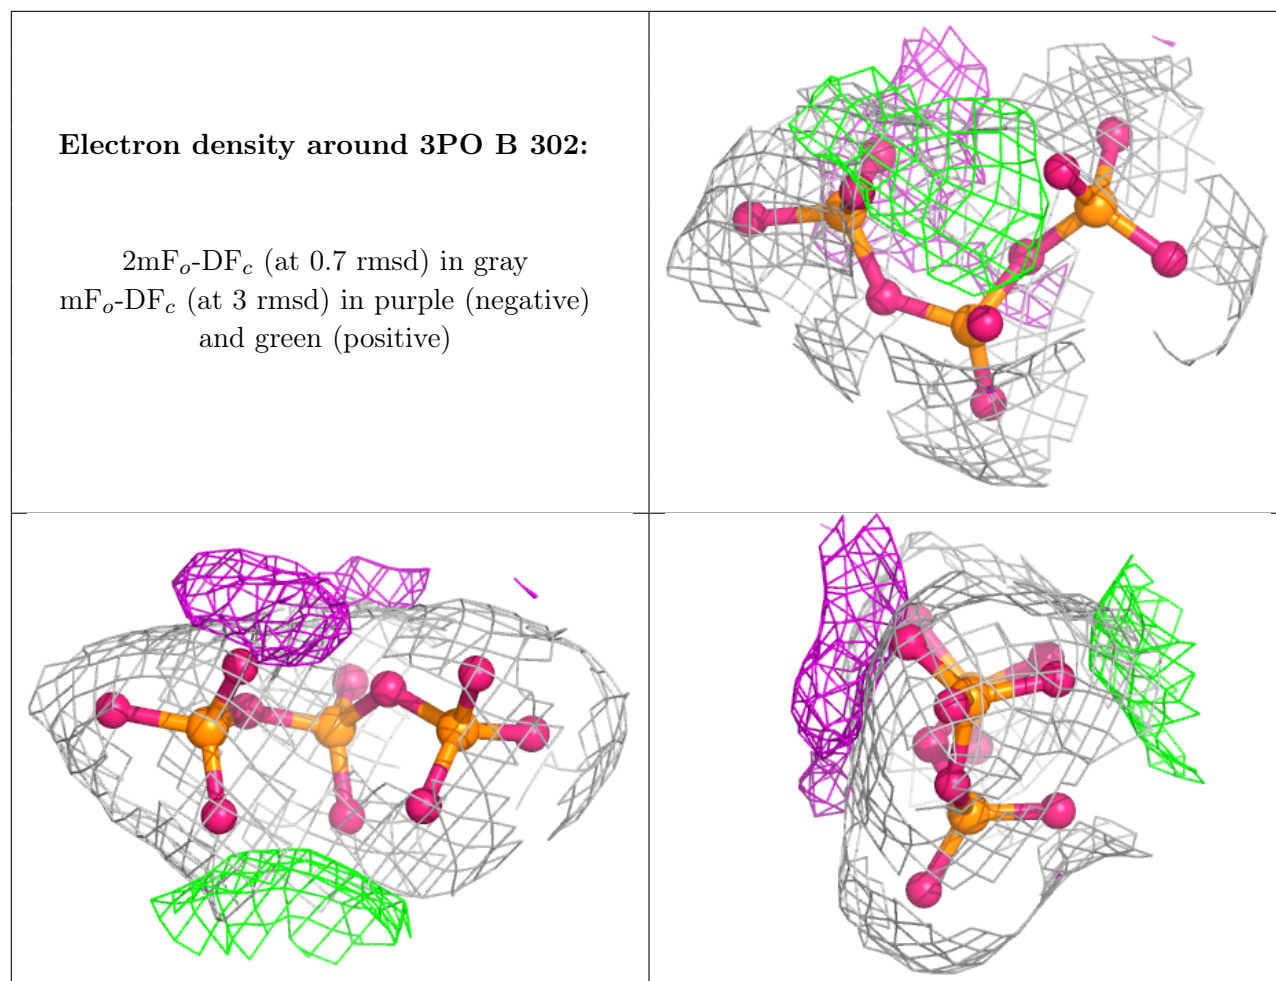 Electron density around 3PO B 302:
2mFo-DFc (at 0.7 rmsd) in gray
mFo-DFc (at 3 rmsd) in purple (negative)
and green (positive)